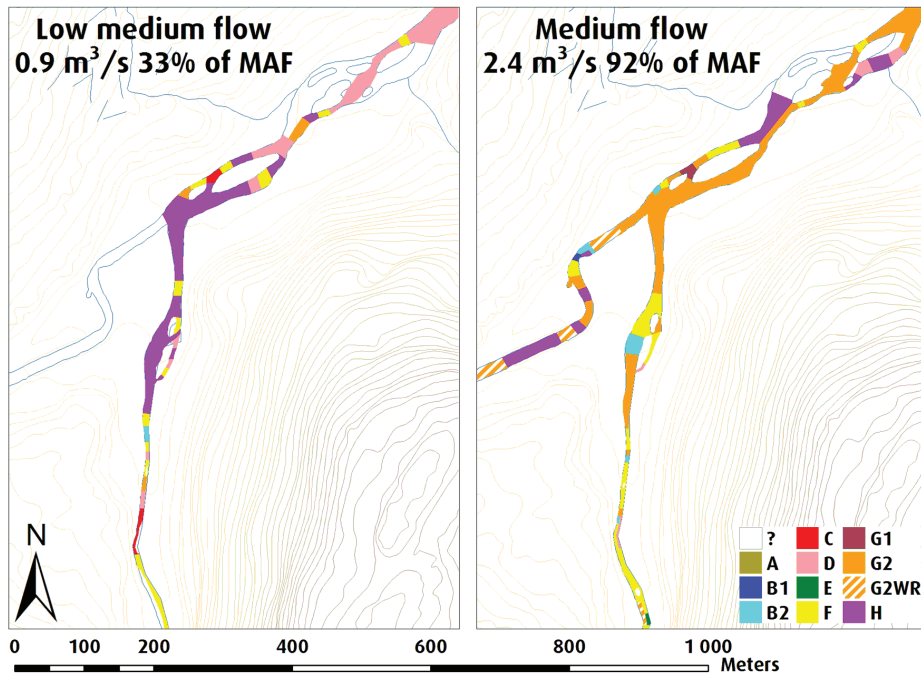 Low medium flow
0.9 m³/s 33% of MAF
Medium flow
2.4 m³/s 92% of MAF
? C G1
A D G2
B1 E G2WR
B2 F H
N
0 100 200 400 600 800 1 000 Meters